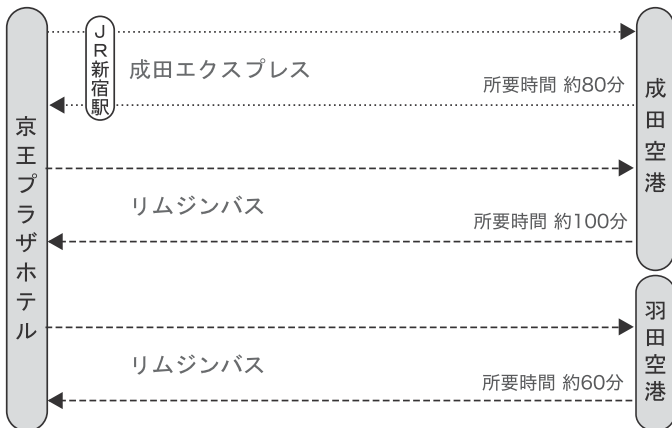 京王プラザホテル
JR新宿駅
成田エクスプレス
所要時間 約80分
リムジンバス
所要時間 約100分
成田空港
リムジンバス
所要時間 約60分
羽田空港